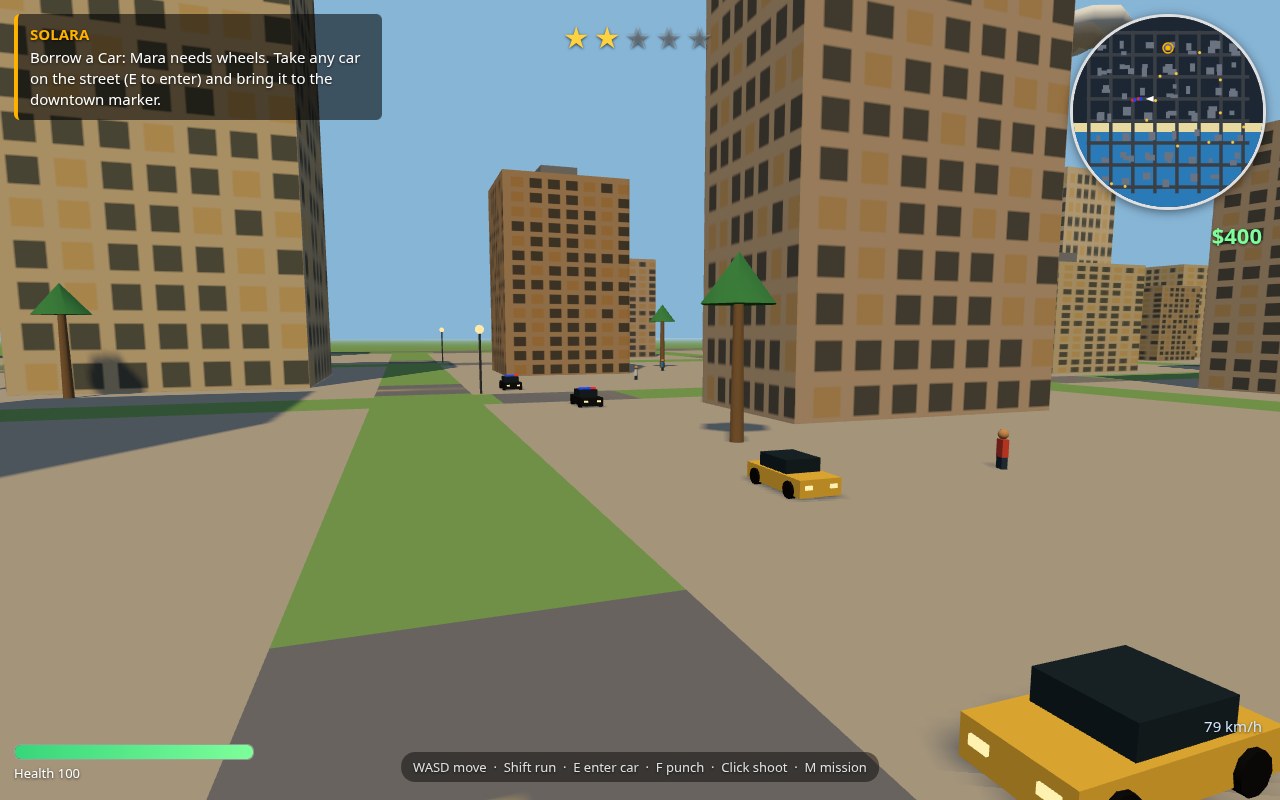 SOLARA
Borrow a Car: Mara needs wheels. Take any car
on the street (E to enter) and bring it to the
downtown marker.
$400
79 km/h
Health 100
WASD move · Shift run · E enter car · F punch · Click shoot · M mission